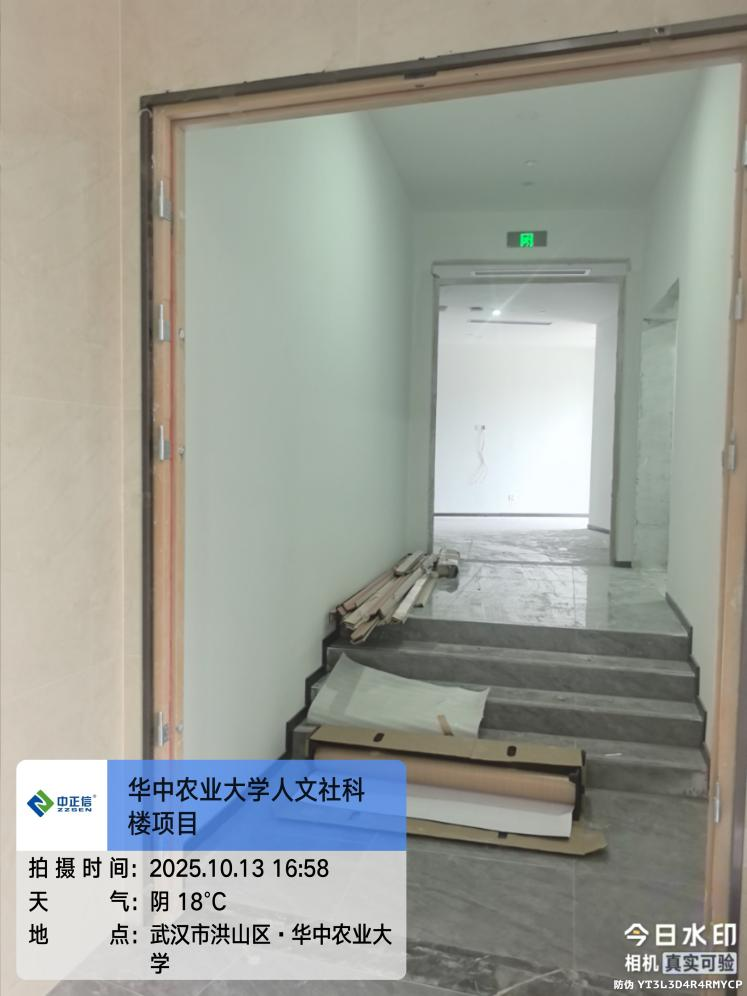 中正信
ZZSEN
华中农业大学人文社科
楼项目
拍摄时间：2025.10.13 16:58
天气：阴 18℃
地点：武汉市洪山区·华中农业大
学
今日水印
相机 真实可验
防伪 YT3L3D4R4RMYCP